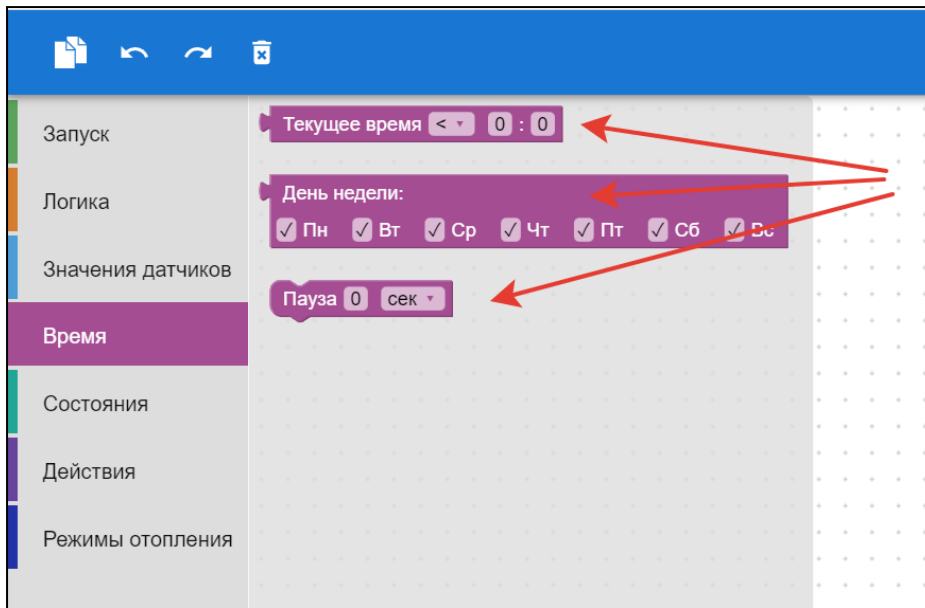 Запуск
Логика
Значения датчиков
Время
Состояния
Действия
Режимы отопления
Текущее время < 0 : 0
День недели:
Пн Вт Ср Чт Пт Сб Вс
Пауза 0 сек